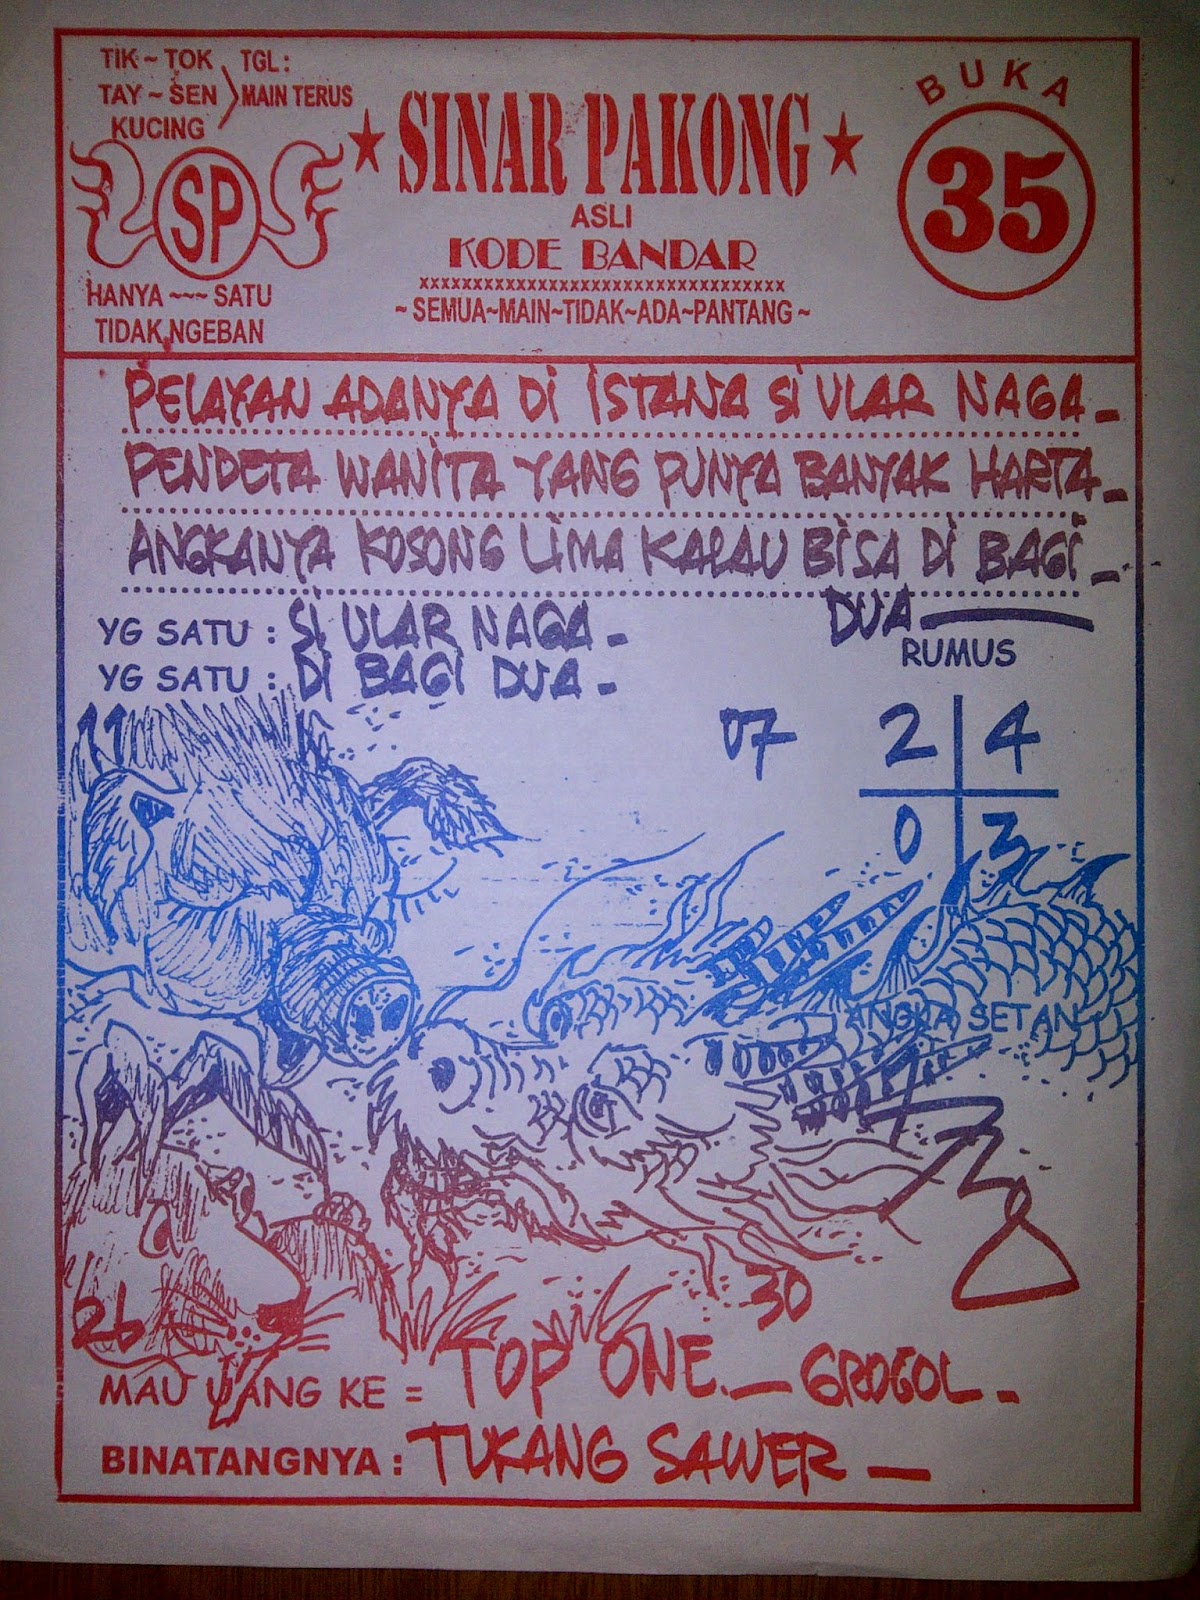 TIK ~ TOK TGL :
TAY ~ SEN MAIN TERUS
KUCING
SP
HANYA ~~~ SATU
TIDAK NGEBAN
★ SINAR PAKONG ★
ASLI
KODE BANDAR
xxxxxxxxxxxxxxxxxxxxxxxxxxxxxxxxxx
~ SEMUA~MAIN~TIDAK~ADA~PANTANG ~
BUKA
35
PELAYAN ADANYA DI ISTANA SI ULAR NAGA _
PENDETA WANITA YANG PUNYA BANYAK HARTA _
ANGKANYA KOSONG LIMA KALAU BISA DI BAGI _
DUA
YG SATU : SI ULAR NAGA _
YG SATU : DI BAGI DUA _
RUMUS
11
07
2 4
0 3
ANGKA SETAN
30
26
MAU UANG KE = TOP ONE. _ GROGOL _
BINATANGNYA : TUKANG SAWER _